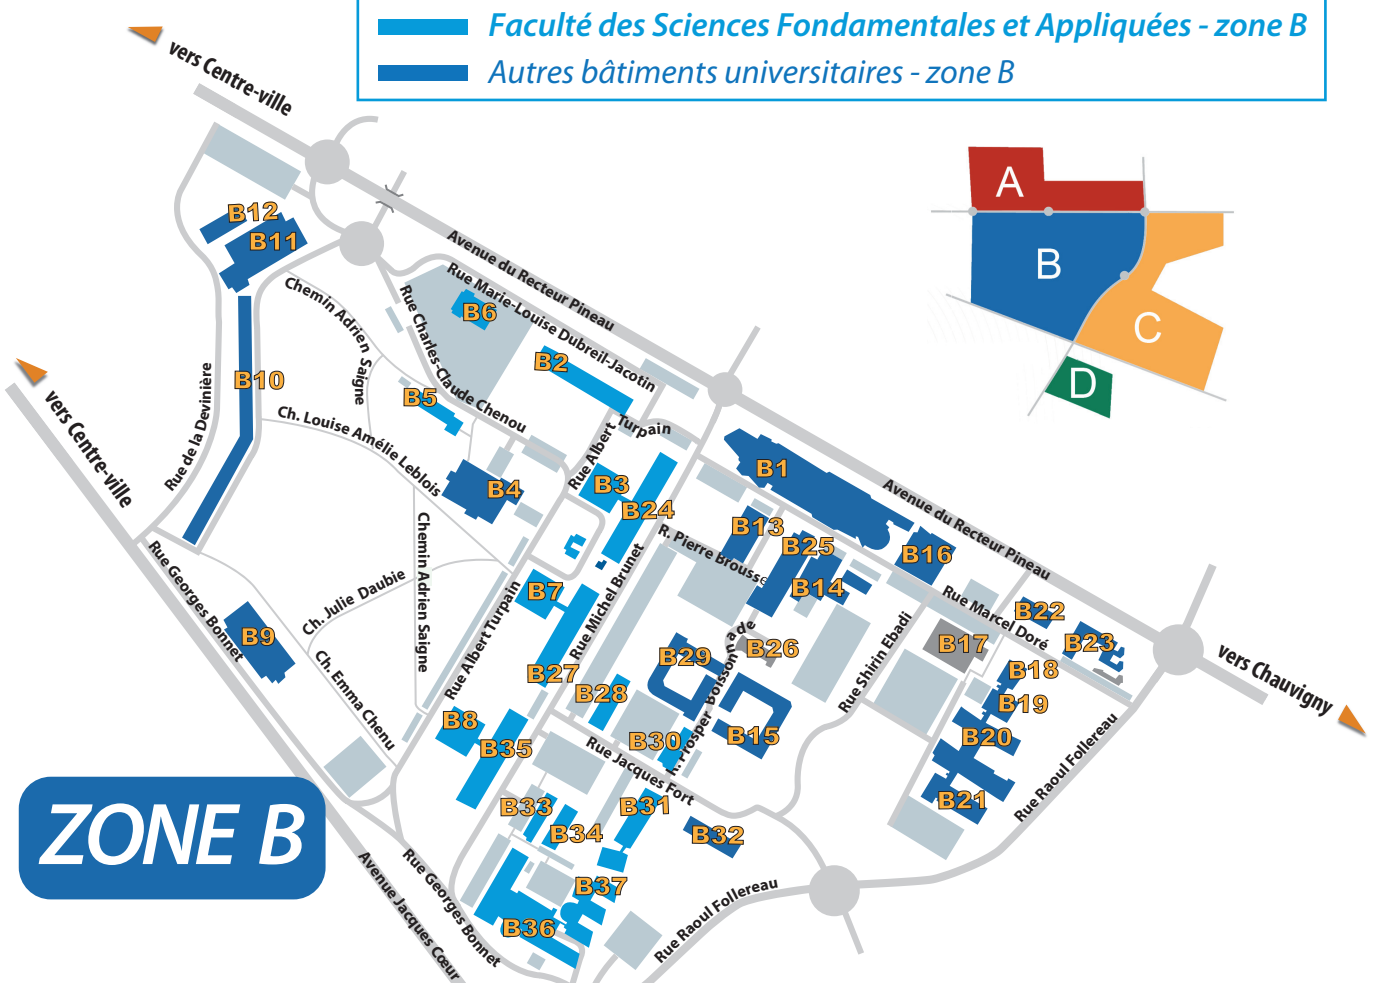 Faculté des Sciences Fondamentales et Appliquées - zone B
Autres bâtiments universitaires - zone B
vers Centre-ville
A
B
C
D
B12
B11
Avenue du Recteur Pineau
Rue Marie-Louise Dubreil-Jacotin
Chemin Adrien Saigne
Rue Charles-Claude Chenou
B6
B2
B10
B5
Rue de la Devinière
vers Centre-ville
Ch. Louise Amélie Leblois
Rue Albert Turpain
B4
B3
B24
B1
Avenue du Recteur Pineau
B13
B25
B16
R. Pierre Brousse
B14
Chemin Adrien Saigne
Rue Georges Bonnet
Ch. Julie Daubie
B7
Rue Michel Brunet
Rue Albert Turpain
Rue Marcel Doré
B22
B23
B9
B17
B26
B29
Rue Shirin Ebadi
R. Prosper Boissonnade
B18
B19
vers Chauvigny
Ch. Emma Chenu
B27
B28
B8
B35
B30
B15
B20
Rue Jacques Fort
B21
Rue Raoul Follereau
B33
B34
B31
B32
ZONE B
Rue Georges Bonnet
Avenue Jacques Cœur
B37
B36
Rue Raoul Follereau